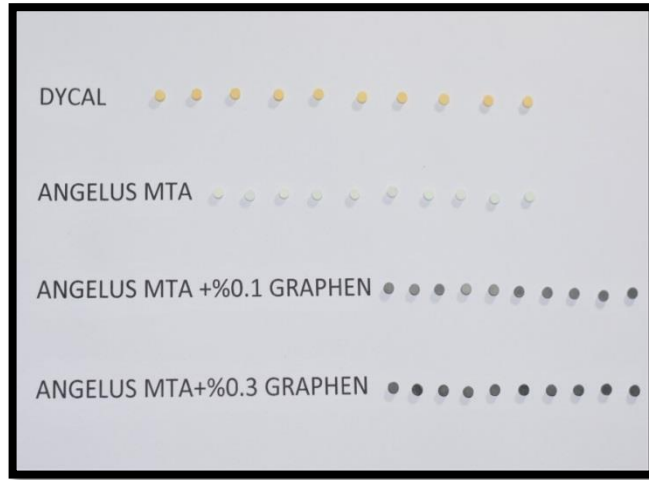 DYCAL
ANGELUS MTA
ANGELUS MTA +%0.1 GRAPHEN
ANGELUS MTA+%0.3 GRAPHEN